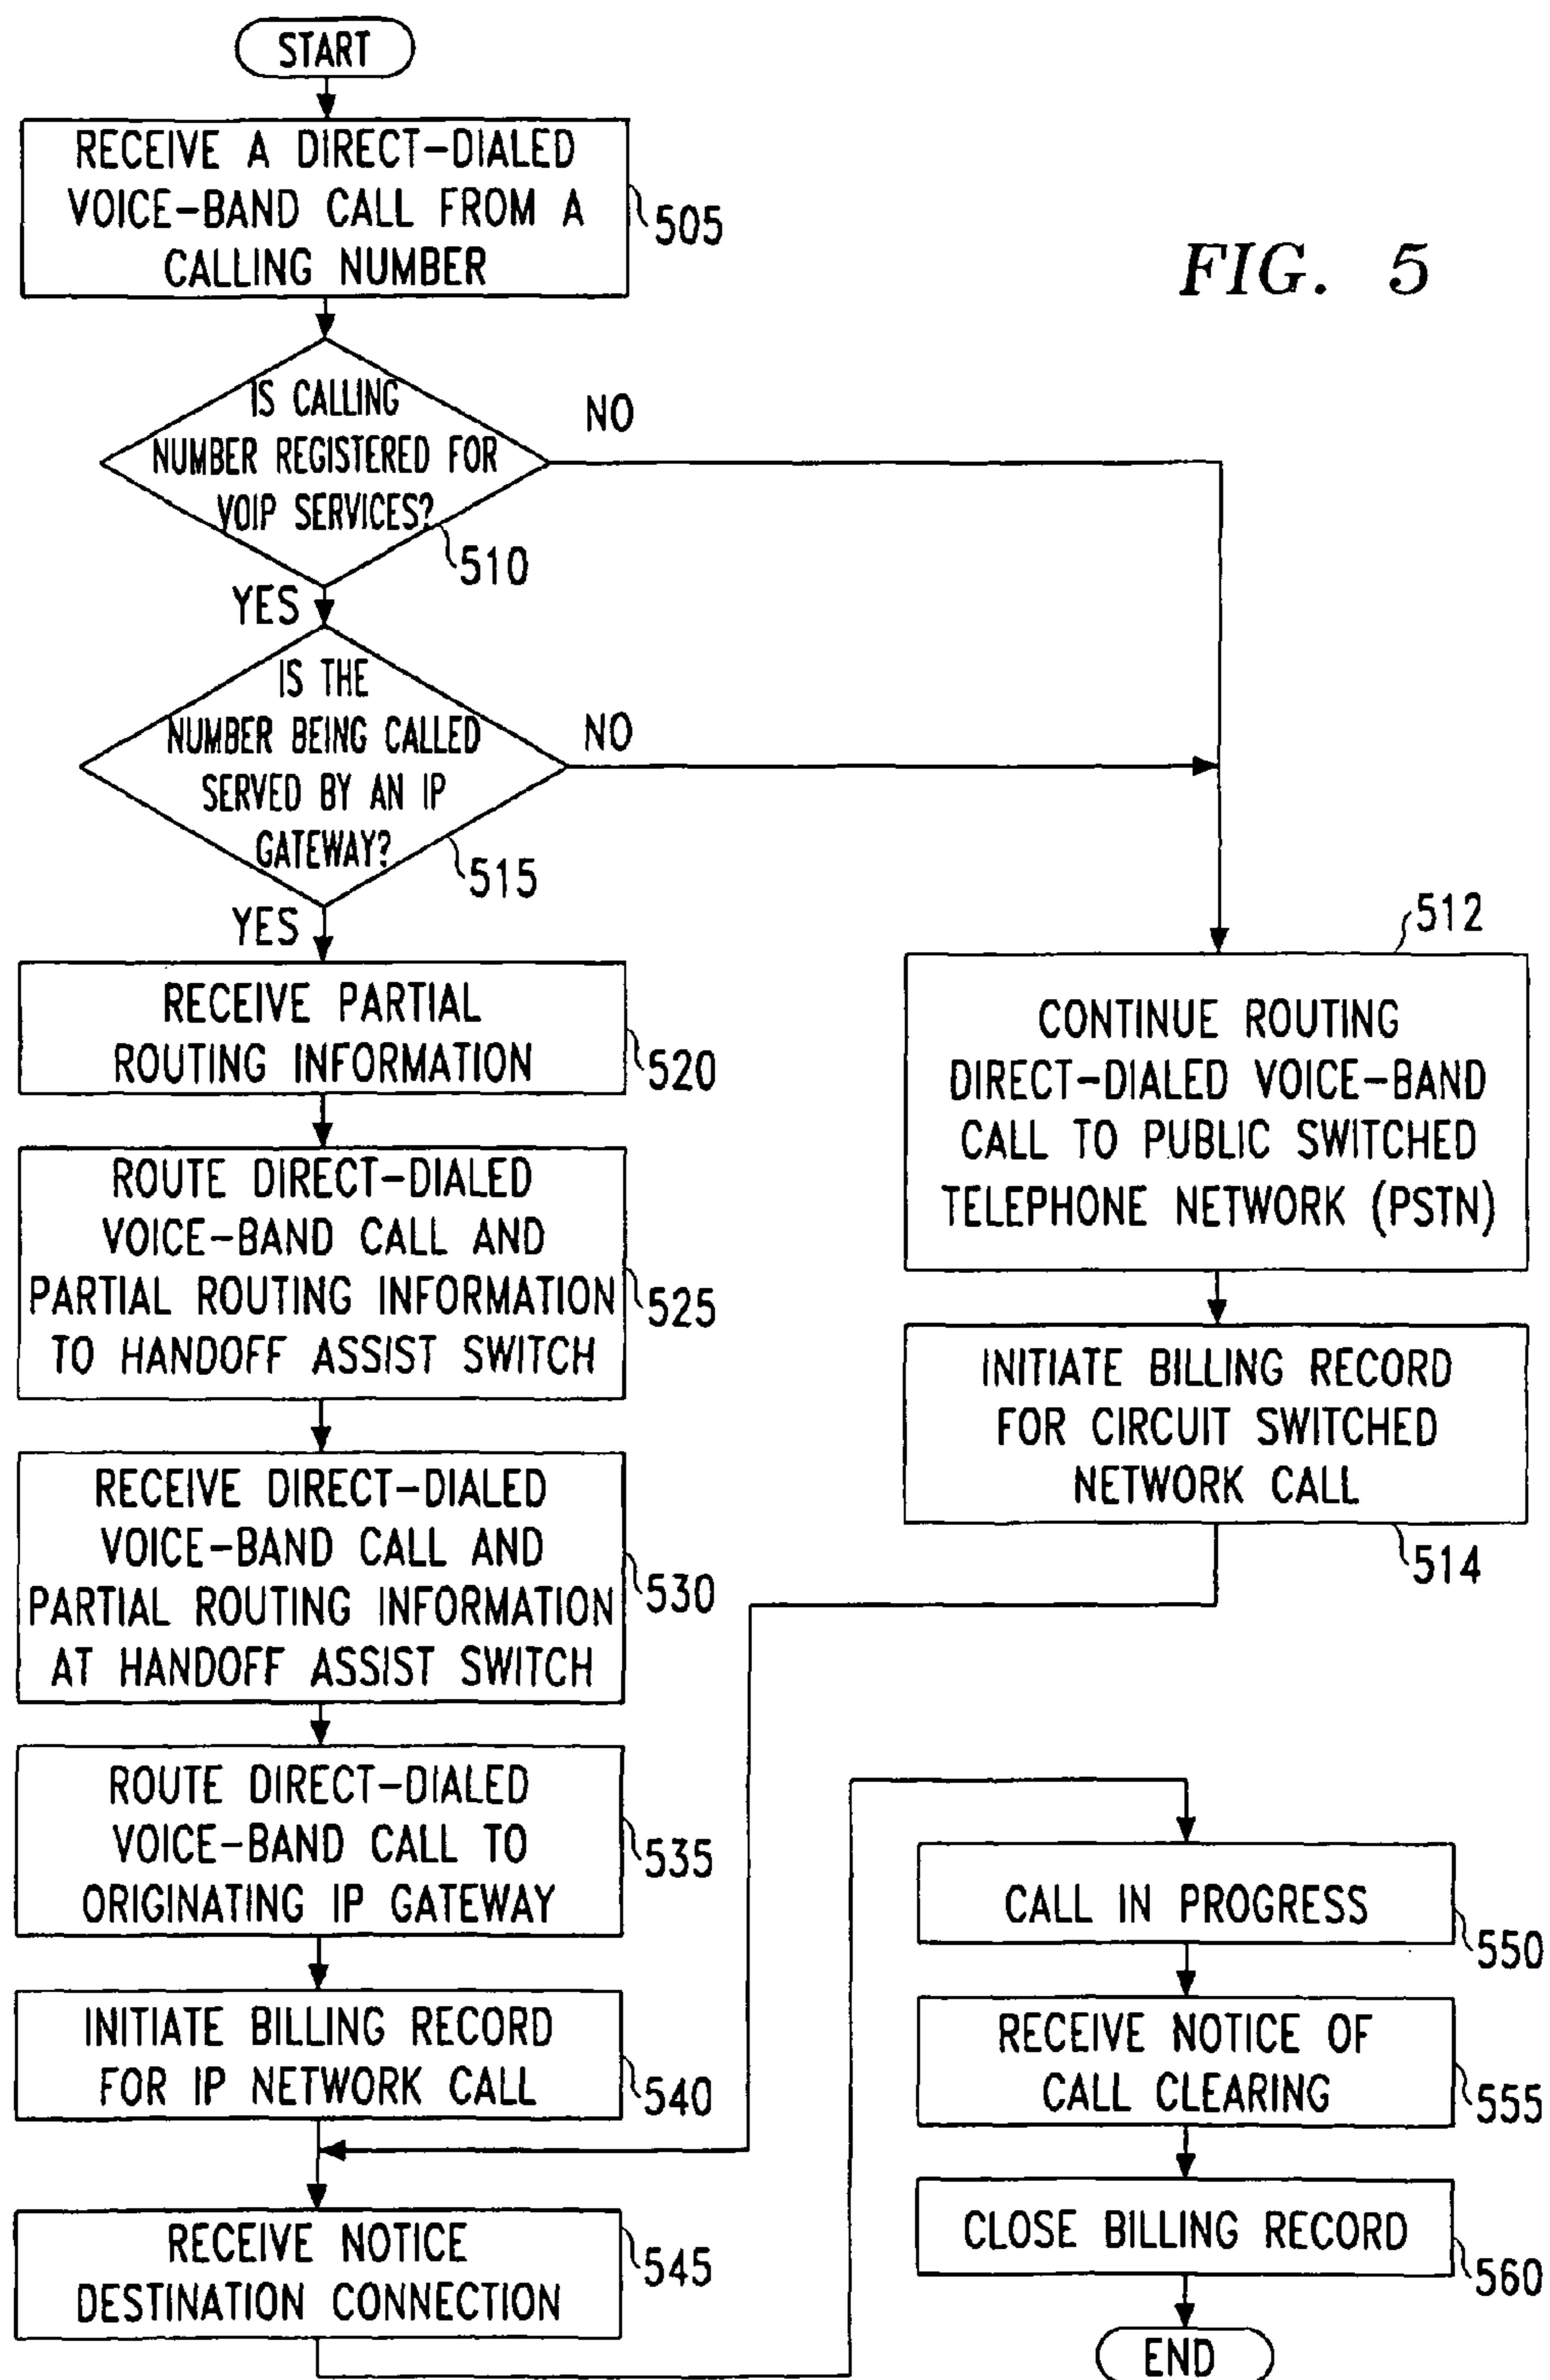 START
RECEIVE A DIRECT-DIALED
VOICE-BAND CALL FROM A
CALLING NUMBER
505
FIG. 5
IS CALLING
NUMBER REGISTERED FOR
VOIP SERVICES?
510
NO
YES
IS THE
NUMBER BEING CALLED
SERVED BY AN IP
GATEWAY?
515
NO
YES
512
CONTINUE ROUTING
DIRECT-DIALED VOICE-BAND
CALL TO PUBLIC SWITCHED
TELEPHONE NETWORK (PSTN)
INITIATE BILLING RECORD
FOR CIRCUIT SWITCHED
NETWORK CALL
514
RECEIVE PARTIAL
ROUTING INFORMATION
520
ROUTE DIRECT-DIALED
VOICE-BAND CALL AND
PARTIAL ROUTING INFORMATION
TO HANDOFF ASSIST SWITCH
525
RECEIVE DIRECT-DIALED
VOICE-BAND CALL AND
PARTIAL ROUTING INFORMATION
AT HANDOFF ASSIST SWITCH
530
ROUTE DIRECT-DIALED
VOICE-BAND CALL TO
ORIGINATING IP GATEWAY
535
INITIATE BILLING RECORD
FOR IP NETWORK CALL
540
RECEIVE NOTICE
DESTINATION CONNECTION
545
CALL IN PROGRESS
550
RECEIVE NOTICE OF
CALL CLEARING
555
CLOSE BILLING RECORD
560
END